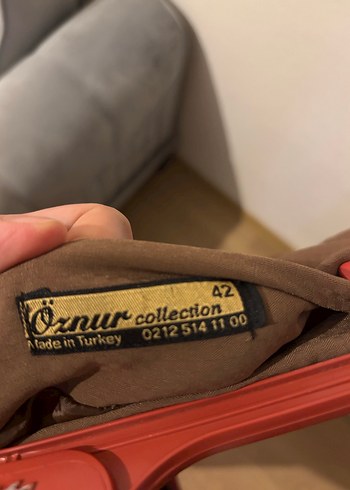 42
Öznur collection
Made in Turkey 0212 514 11 00